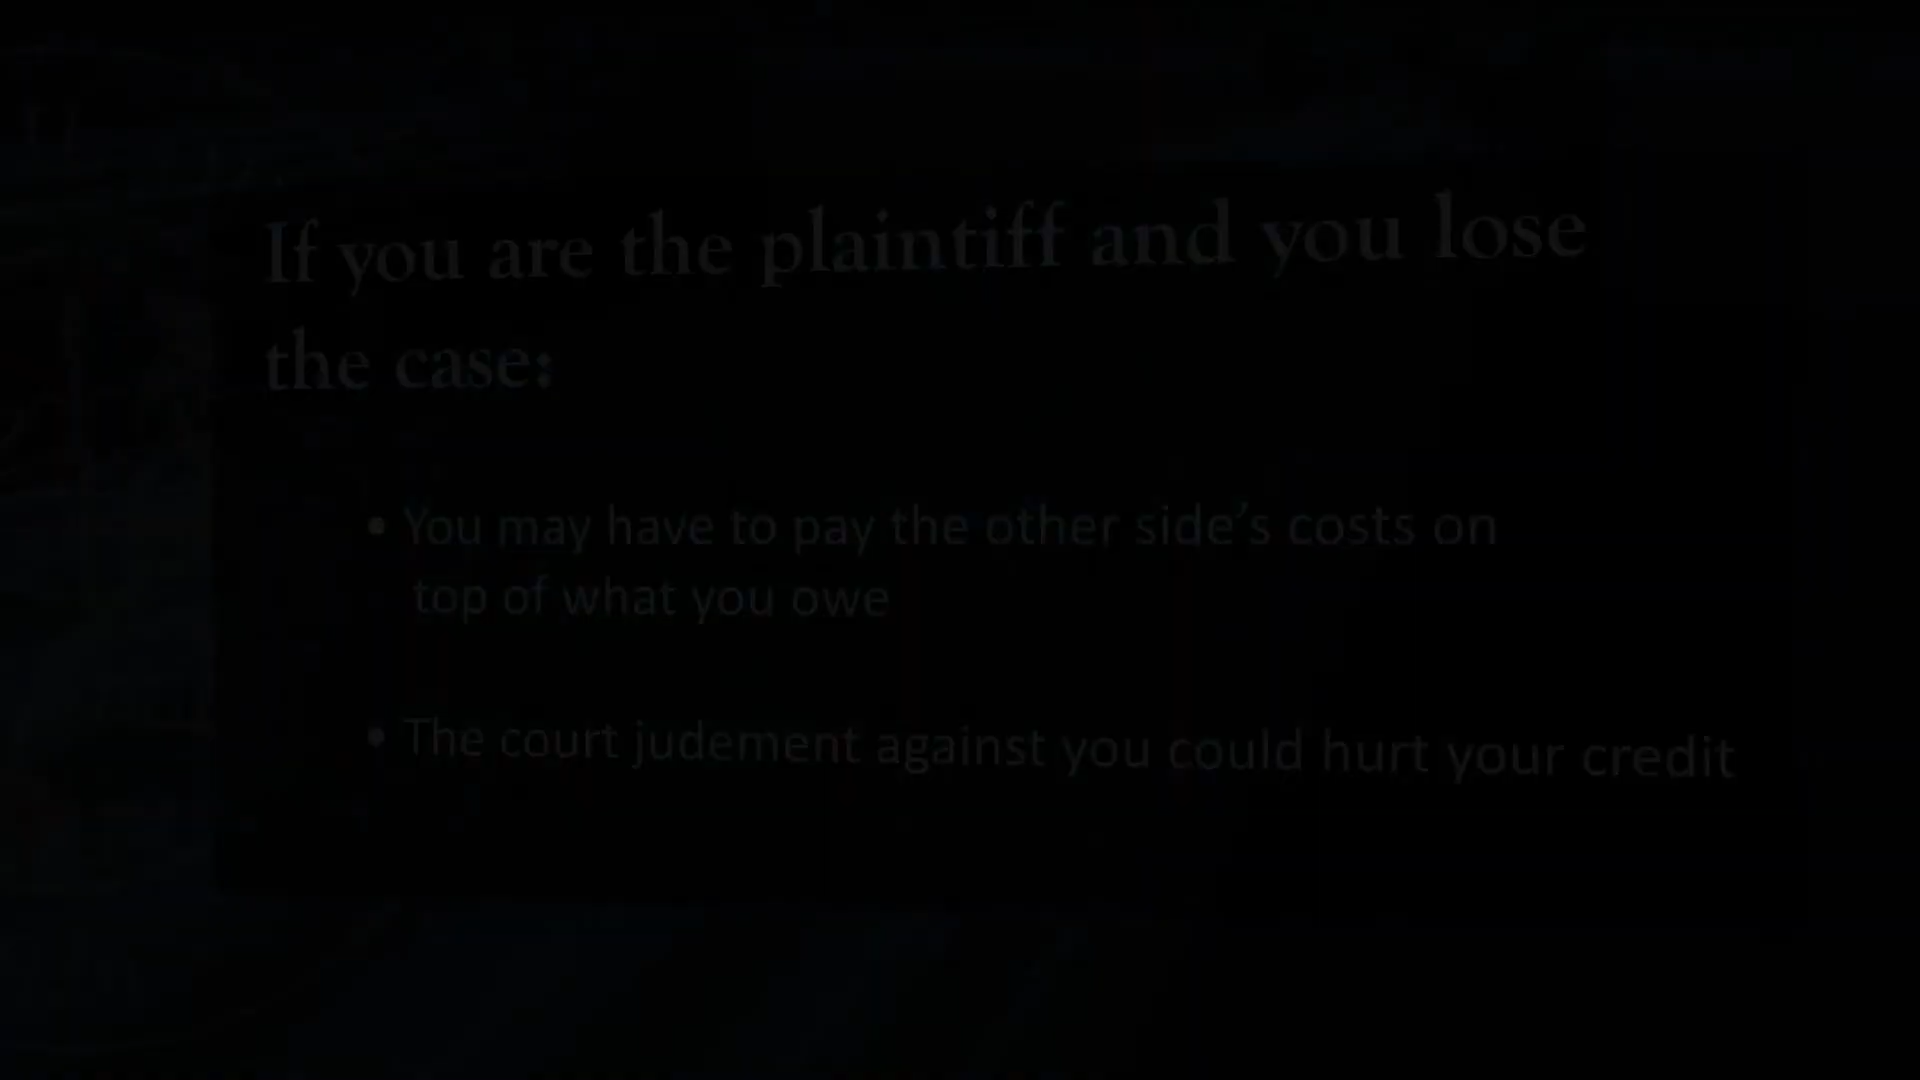 If you are the plaintiff and you lose
the case:
• You may have to pay the other side's costs on
top of what you owe
• The court judement against you could hurt your credit